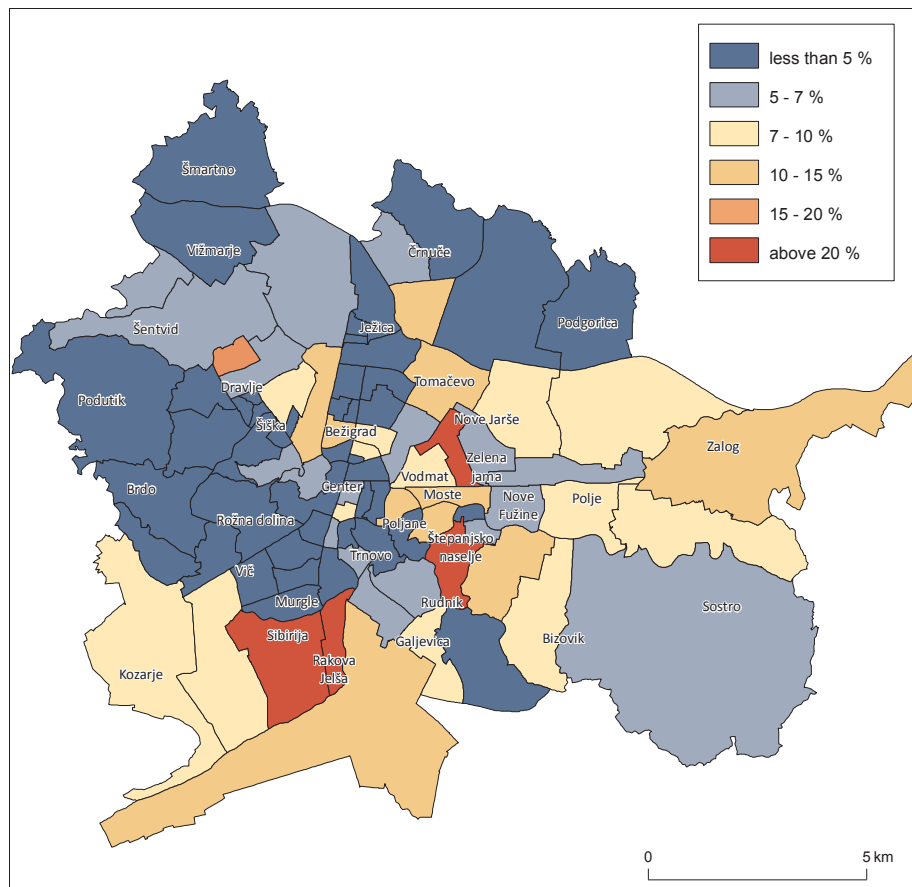 less than 5 %
5 - 7 %
7 - 10 %
10 - 15 %
15 - 20 %
above 20 %
Šmartno
Vižmarje
Črnuče
Šentvid
Ježica
Podgorica
Dravlje
Tomačevo
Podutik
Šiška
Bežigrad
Nove Jarše
Zalog
Zelena
jama
Vodmat
Brdo
Center
Moste
Nove
Fužine
Polje
Rožna dolina
Poljane
Štepanjsko
naselje
Trnovo
Vič
Murgle
Rudnik
Sostro
Sibirija
Galjevica
Bizovik
Kozarje
Rakova
Jelša
0
5 km